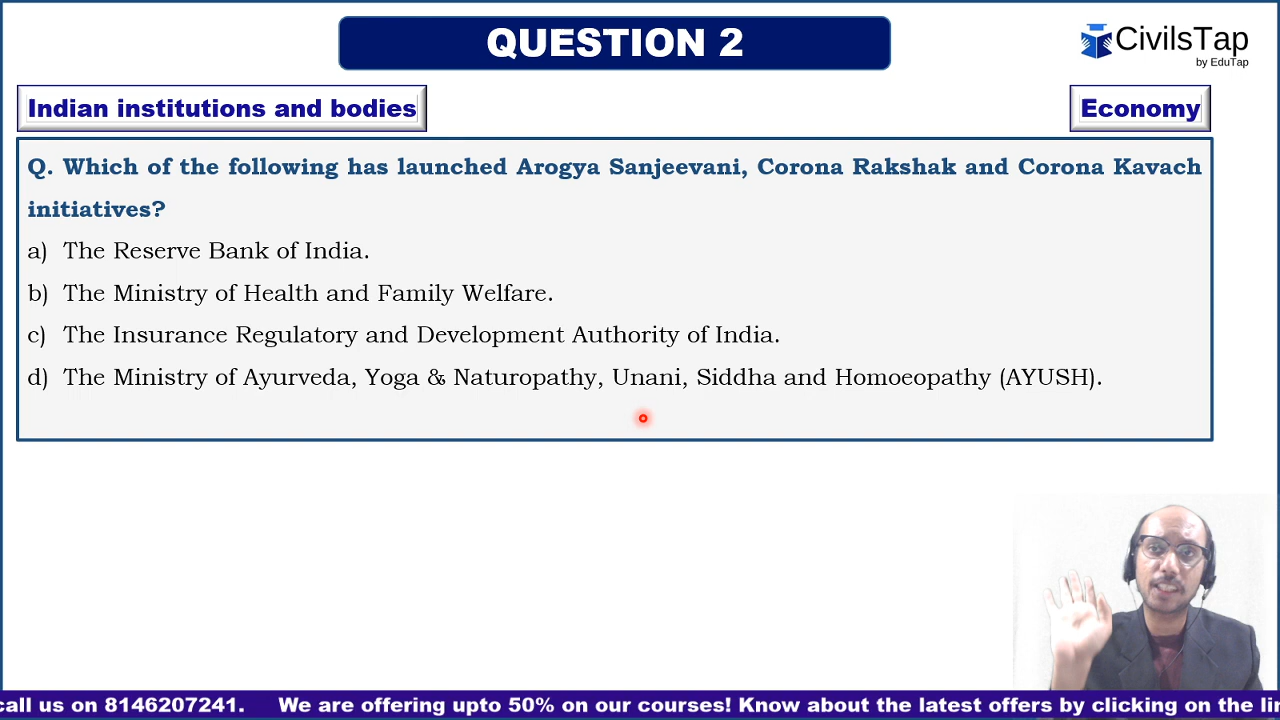 QUESTION 2
CivilsTap
by EduTap
Indian institutions and bodies
Economy
Q. Which of the following has launched Arogya Sanjeevani, Corona Rakshak and Corona Kavach
initiatives?
a) The Reserve Bank of India.
b) The Ministry of Health and Family Welfare.
c) The Insurance Regulatory and Development Authority of India.
d) The Ministry of Ayurveda, Yoga & Naturopathy, Unani, Siddha and Homoeopathy (AYUSH).
call us on 8146207241. We are offering upto 50% on our courses! Know about the latest offers by clicking on the